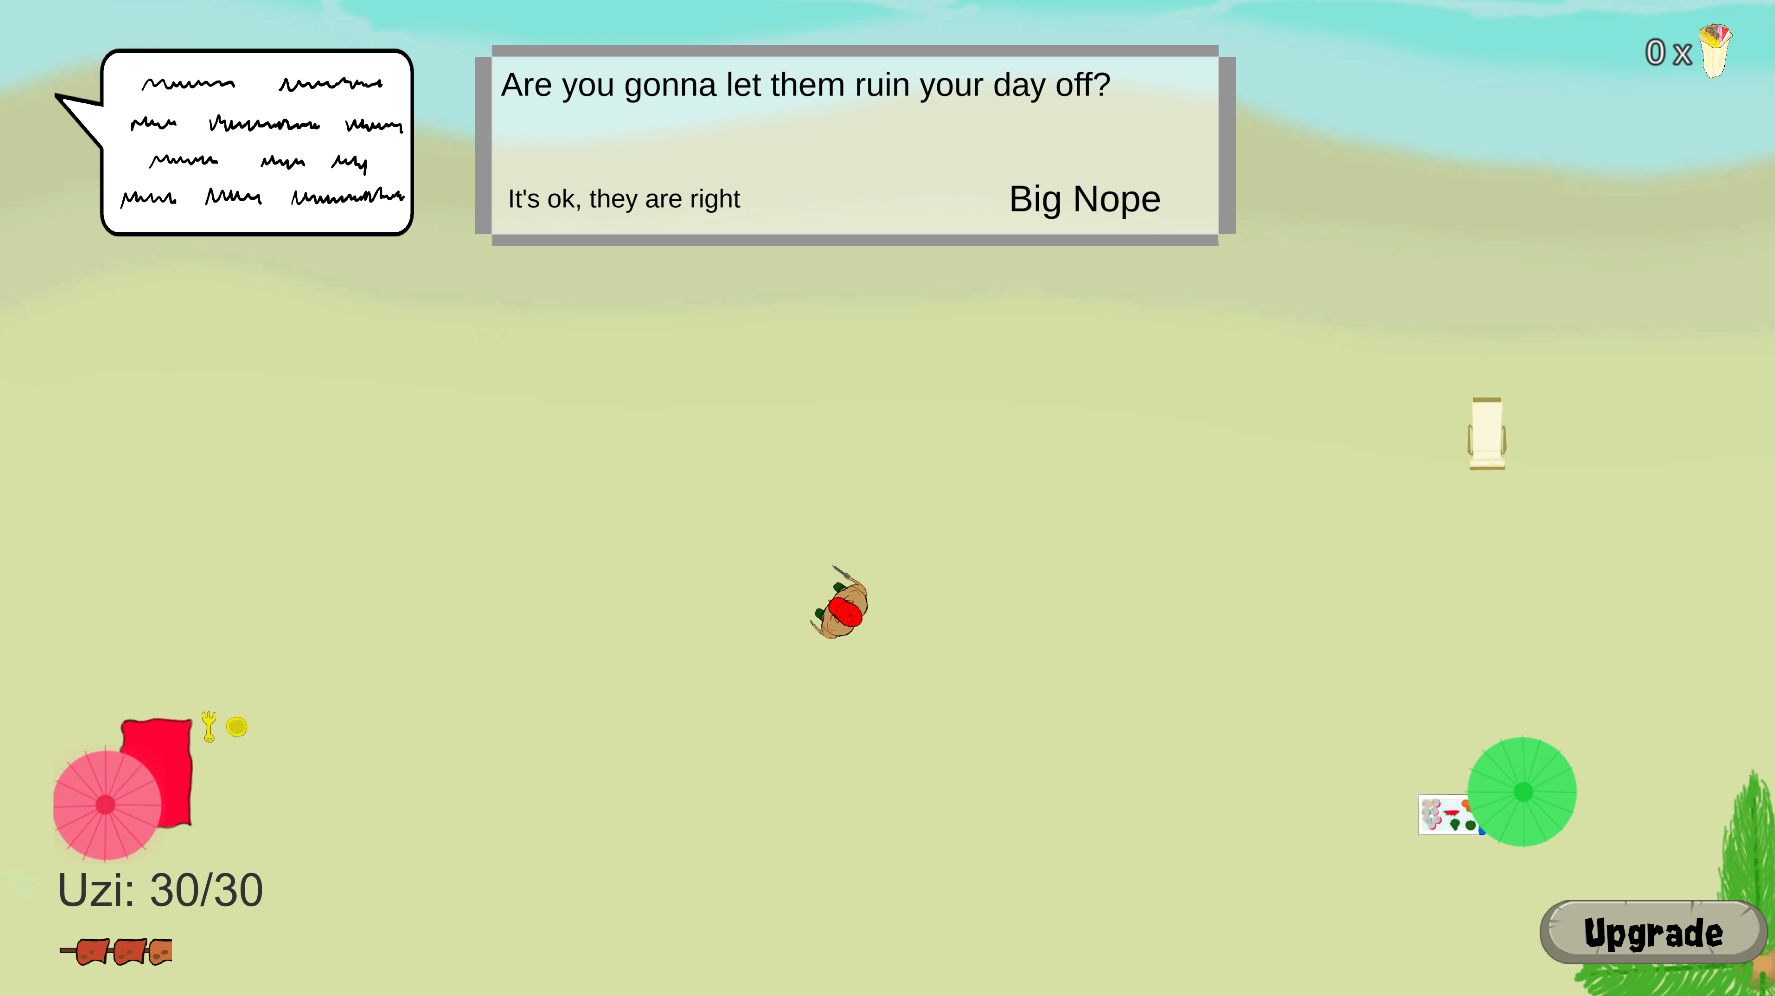 0 x
Are you gonna let them ruin your day off?
It's ok, they are right
Big Nope
Uzi: 30/30
Upgrade